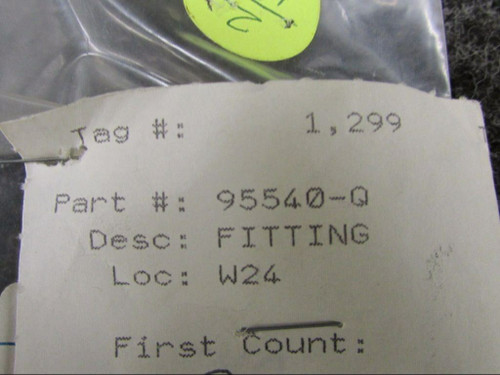 Tag #: 1,299
Part #: 95540-Q
Desc: FITTING
Loc: W24
First Count: